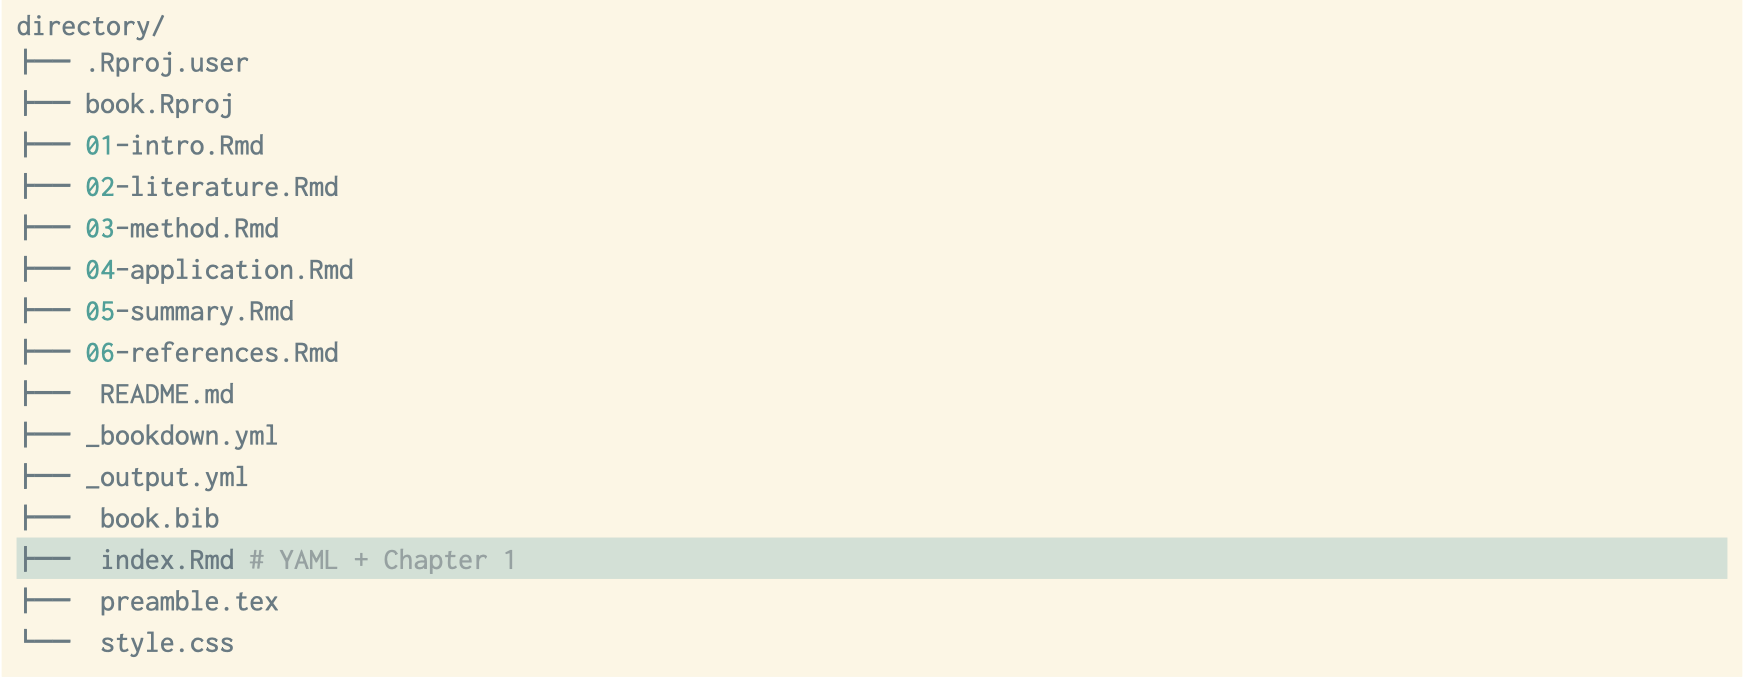 directory/
├── .Rproj.user
├── book.Rproj
├── 01-intro.Rmd
├── 02-literature.Rmd
├── 03-method.Rmd
├── 04-application.Rmd
├── 05-summary.Rmd
├── 06-references.Rmd
├──  README.md
├── _bookdown.yml
├── _output.yml
├──  book.bib
├──  index.Rmd # YAML + Chapter 1
├──  preamble.tex
└──  style.css